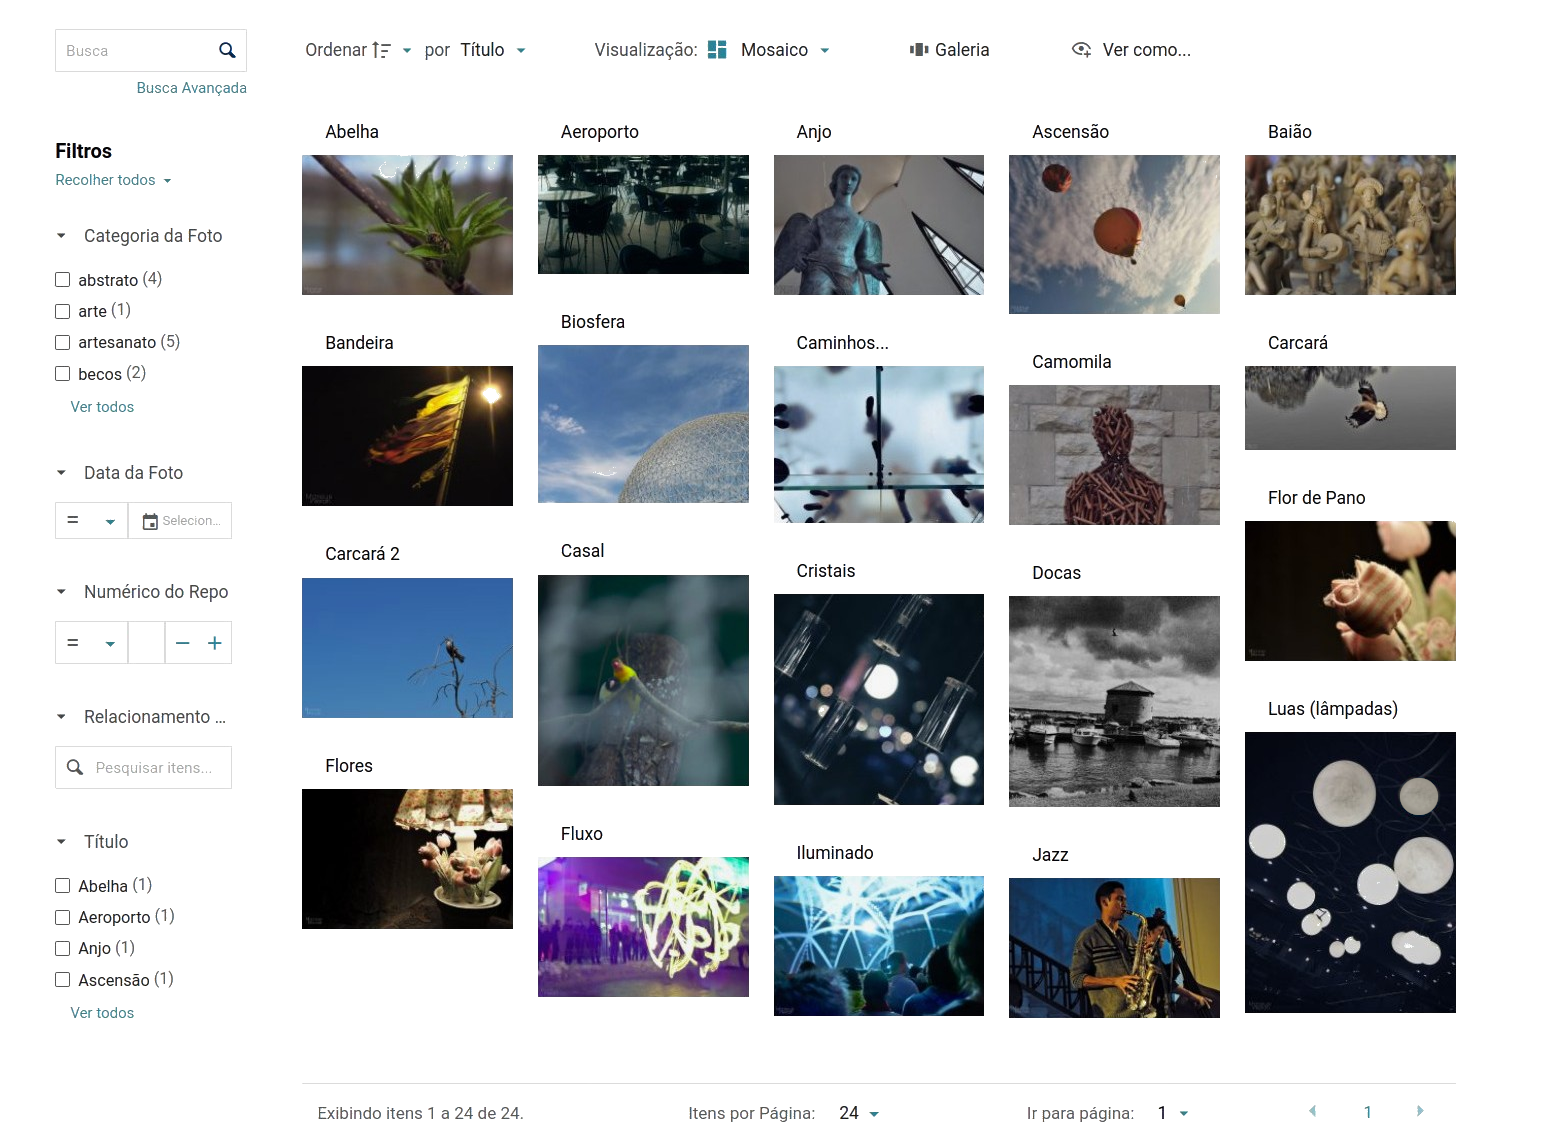 Busca
Busca Avançada
Ordenar por Título
Visualização: Mosaico
Galeria
Ver como...
Filtros
Recolher todos
Categoria da Foto
abstrato (4)
arte (1)
artesanato (5)
becos (2)
Ver todos
Data da Foto
= Selecion...
Numérico do Repo
= − +
Relacionamento ...
Pesquisar itens...
Título
Abelha (1)
Aeroporto (1)
Anjo (1)
Ascensão (1)
Ver todos
Abelha
Aeroporto
Anjo
Ascensão
Baião
Bandeira
Biosfera
Caminhos...
Camomila
Carcará
Carcará 2
Casal
Cristais
Docas
Flor de Pano
Flores
Fluxo
Iluminado
Jazz
Luas (lâmpadas)
Exibindo itens 1 a 24 de 24.
Itens por Página: 24
Ir para página: 1
1